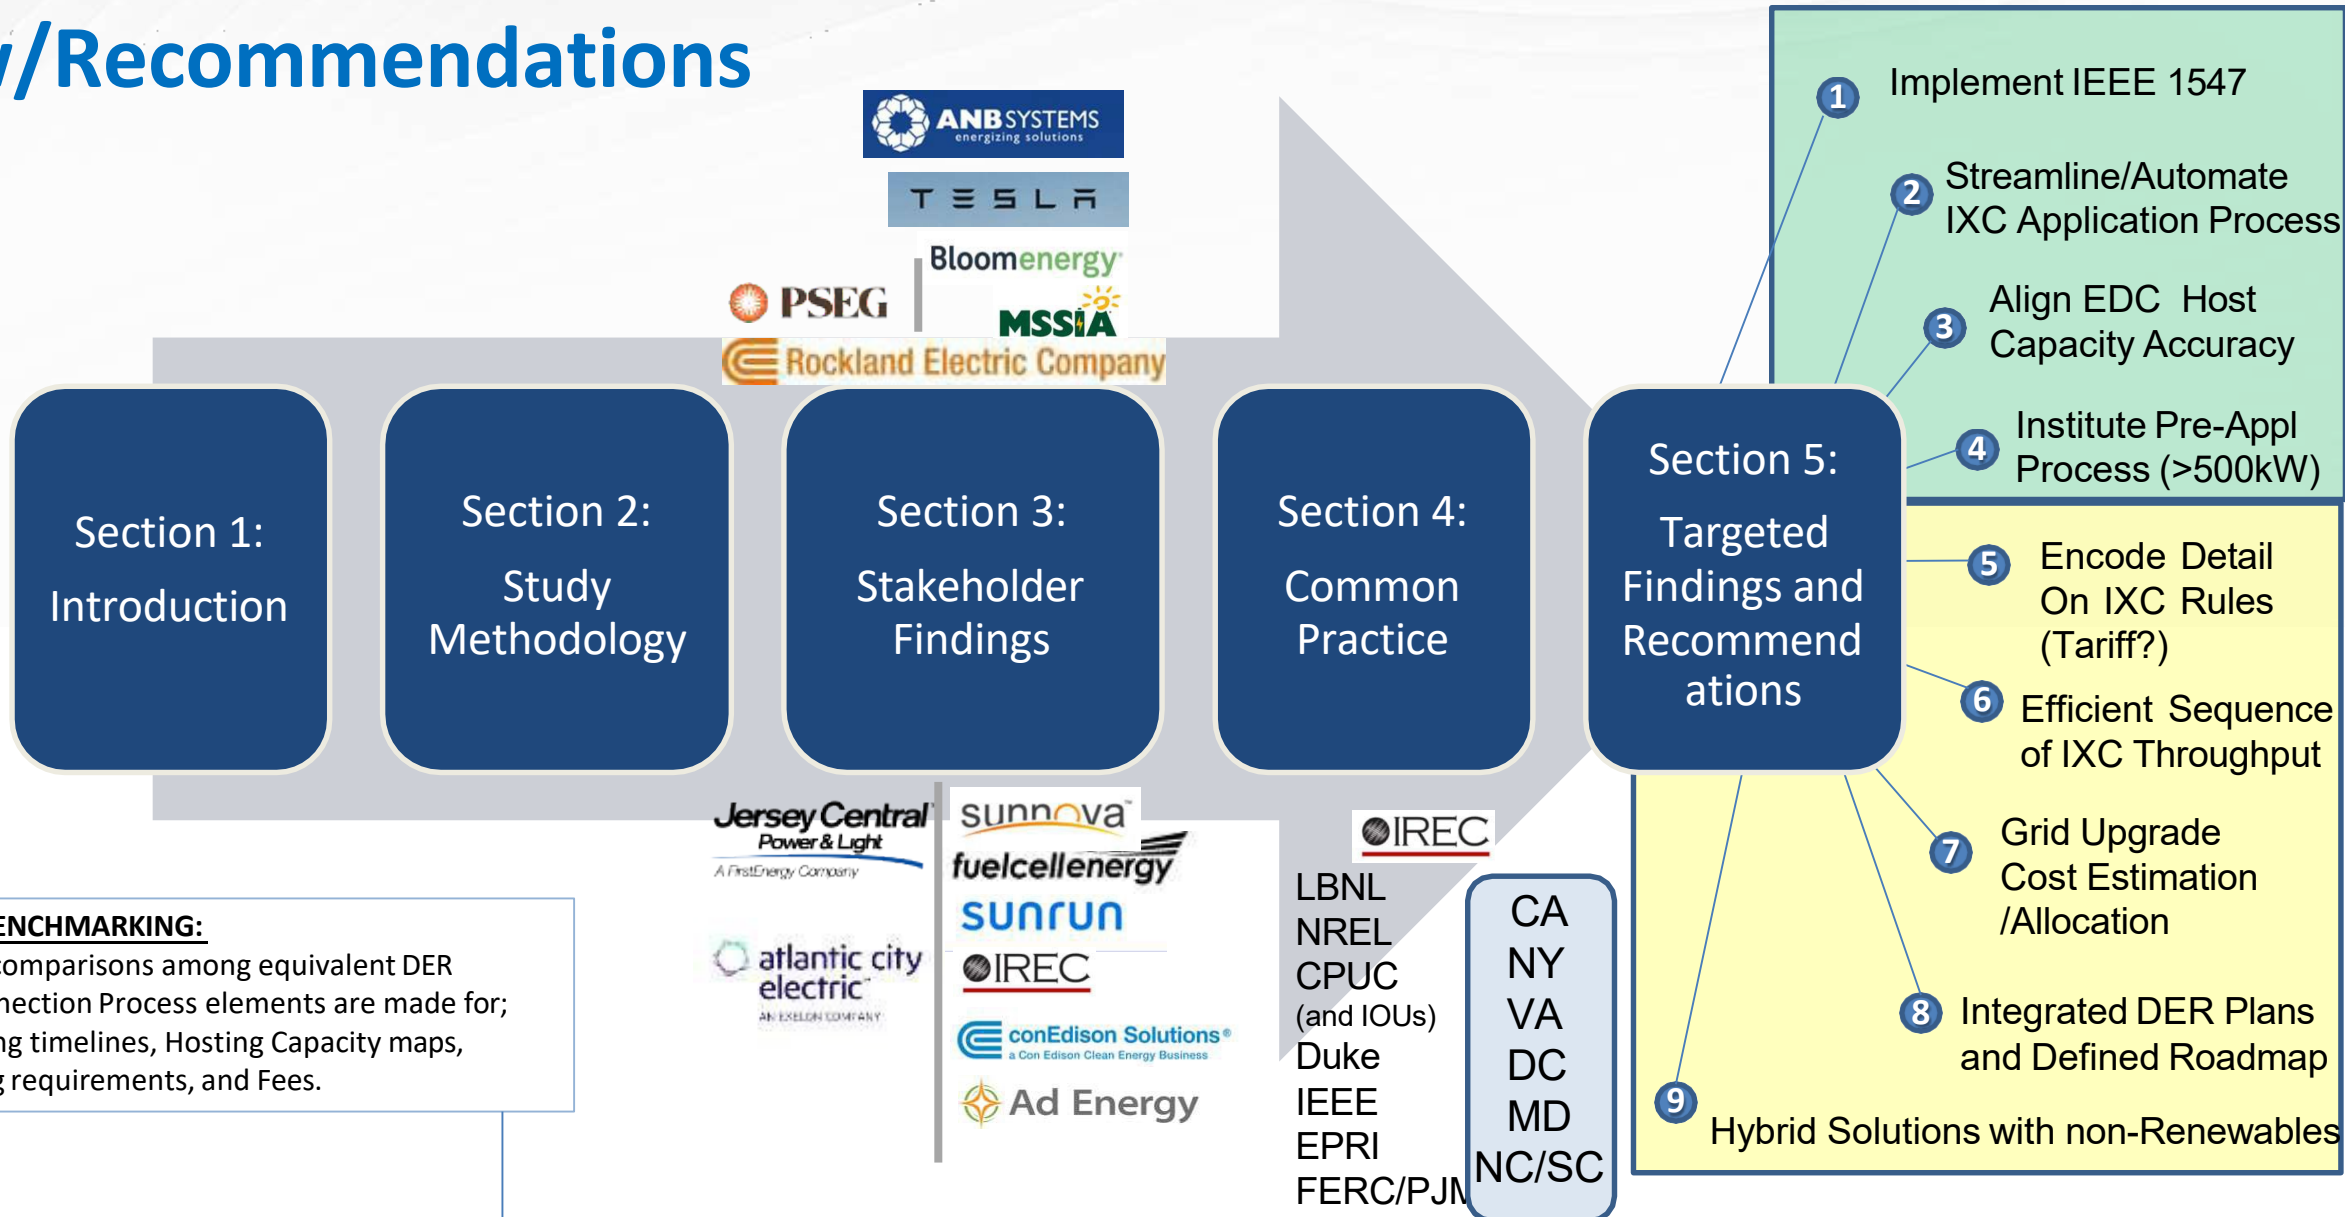 /Recommendations
ANB SYSTEMS
energizing solutions
TESLA
Bloomenergy
PSEG
MSSIA
Rockland Electric Company
Section 1:
Introduction
Section 2:
Study
Methodology
Section 3:
Stakeholder
Findings
Section 4:
Common
Practice
Section 5:
Targeted
Findings and
Recommend
ations
1
Implement IEEE 1547
2
Streamline/Automate
IXC Application Process
3
Align EDC Host
Capacity Accuracy
4
Institute Pre-Appl
Process (>500kW)
5
Encode Detail
On IXC Rules
(Tariff?)
6
Efficient Sequence
of IXC Throughput
7
Grid Upgrade
Cost Estimation
/Allocation
8
Integrated DER Plans
and Defined Roadmap
9
Hybrid Solutions with non-Renewables
Jersey Central
Power & Light
A FirstEnergy Company
atlantic city
electric
AN EXELON COMPANY
sunnova™
fuelcellenergy
sunrun
IREC
conEdison Solutions®
a Con Edison Clean Energy Business
Ad Energy
IREC
LBNL
NREL
CPUC
(and IOUs)
Duke
IEEE
EPRI
FERC/PJM
CA
NY
VA
DC
MD
NC/SC
ENCHMARKING:
comparisons among equivalent DER
nection Process elements are made for;
ng timelines, Hosting Capacity maps,
g requirements, and Fees.